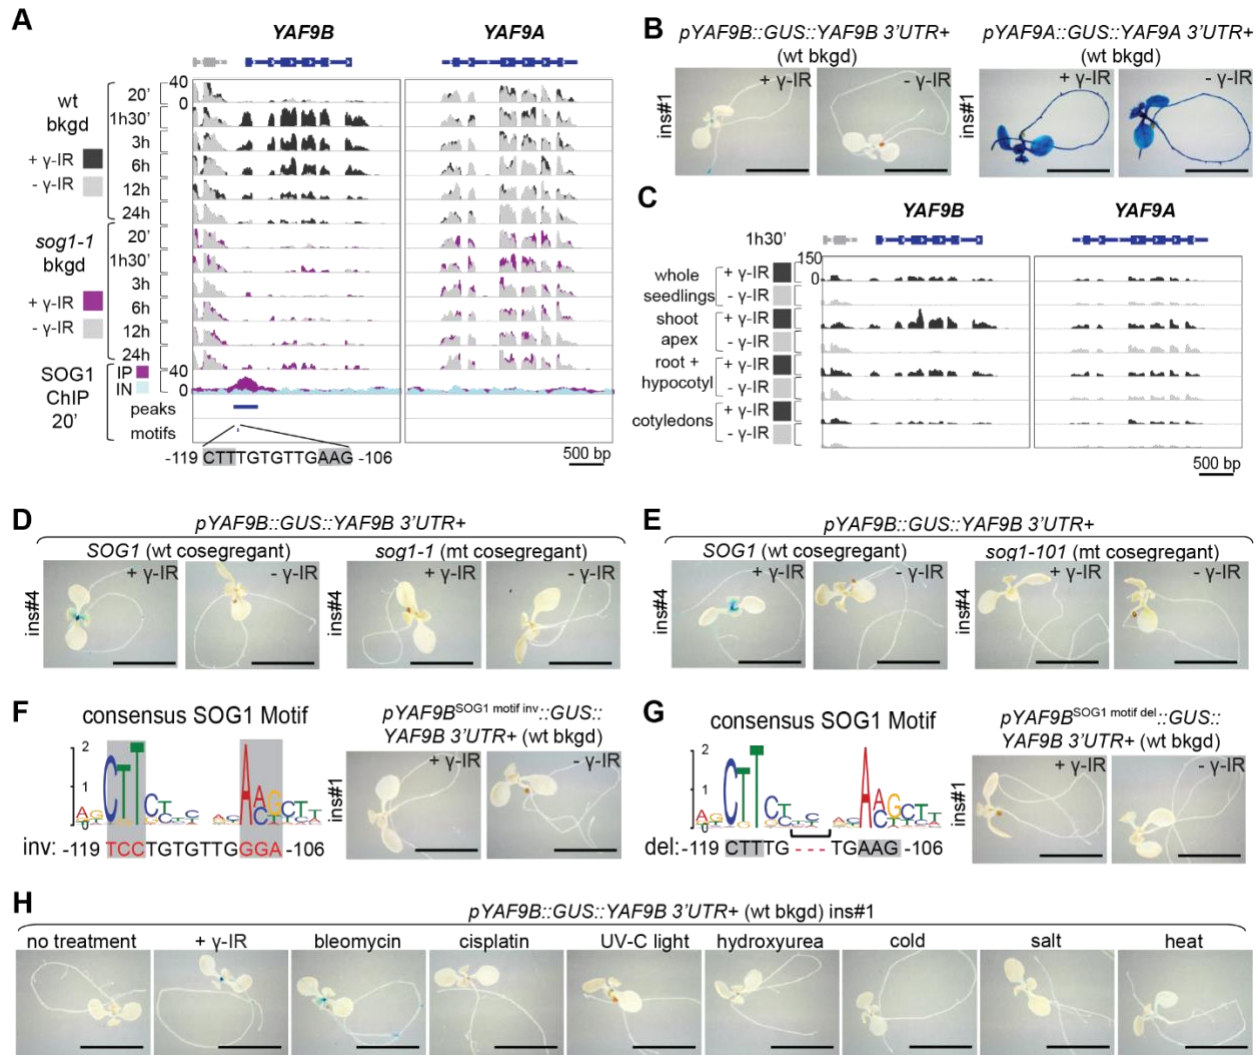 A
YAF9B YAF9A
wt
bkgd
+ γ-IR
- γ-IR
20’
1h30’
3h
6h
12h
24h
40
0
sog1-1
bkgd
+ γ-IR
- γ-IR
20’
1h30’
3h
6h
12h
24h
SOG1
ChIP
20’
IP
IN
40
0
peaks
motifs
-119 CTTTGTGTTGAAG -106
500 bp
B
pYAF9B::GUS::YAF9B 3’UTR+
(wt bkgd)
pYAF9A::GUS::YAF9A 3’UTR+
(wt bkgd)
ins#1
+ γ-IR
- γ-IR
ins#1
+ γ-IR
- γ-IR
C
YAF9B YAF9A
1h30’
150
0
whole
seedlings
+ γ-IR
- γ-IR
shoot
apex
+ γ-IR
- γ-IR
root +
hypocotyl
+ γ-IR
- γ-IR
cotyledons
+ γ-IR
- γ-IR
500 bp
D
pYAF9B::GUS::YAF9B 3’UTR+
SOG1 (wt cosegregant)
sog1-1 (mt cosegregant)
ins#4
+ γ-IR
- γ-IR
ins#4
+ γ-IR
- γ-IR
E
pYAF9B::GUS::YAF9B 3’UTR+
SOG1 (wt cosegregant)
sog1-101 (mt cosegregant)
ins#4
+ γ-IR
- γ-IR
ins#4
+ γ-IR
- γ-IR
F
consensus SOG1 Motif
2
1
0
inv: -119 TCCTGTGTTGGGA -106
pYAF9B^SOG1 motif inv::GUS::
YAF9B 3’UTR+ (wt bkgd)
ins#1
+ γ-IR
- γ-IR
G
consensus SOG1 Motif
2
1
0
del:-119 CTTTG - - - TGAAG -106
pYAF9B^SOG1 motif del::GUS::
YAF9B 3’UTR+ (wt bkgd)
ins#1
+ γ-IR
- γ-IR
H
pYAF9B::GUS::YAF9B 3’UTR+ (wt bkgd) ins#1
no treatment
+ γ-IR
bleomycin
cisplatin
UV-C light
hydroxyurea
cold
salt
heat